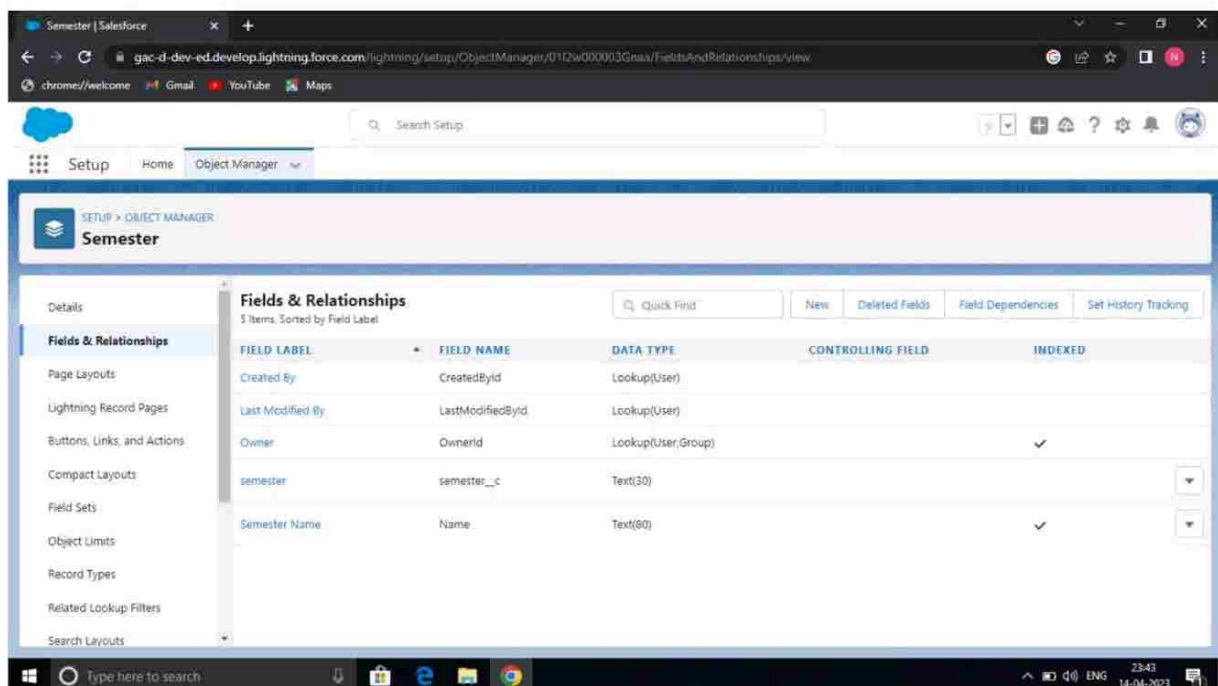 Semester | Salesforce
gac-d-dev-ed.develop.lightning.force.com/lightning/setup/ObjectManager/01I2w000003Gnaa/FieldsAndRelationships/view
chrome://welcome Gmail YouTube Maps
Search Setup
Setup Home Object Manager
SETUP > OBJECT MANAGER
Semester
Details
Fields & Relationships
Page Layouts
Lightning Record Pages
Buttons, Links, and Actions
Compact Layouts
Field Sets
Object Limits
Record Types
Related Lookup Filters
Search Layouts
Fields & Relationships
5 Items, Sorted by Field Label
Quick Find
New Deleted Fields Field Dependencies Set History Tracking
FIELD LABEL FIELD NAME DATA TYPE CONTROLLING FIELD INDEXED
Created By CreatedById Lookup(User)
Last Modified By LastModifiedById Lookup(User)
Owner OwnerId Lookup(User,Group)
semester semester__c Text(30)
Semester Name Name Text(80)
Type here to search
ENG
23:43
14-04-2023